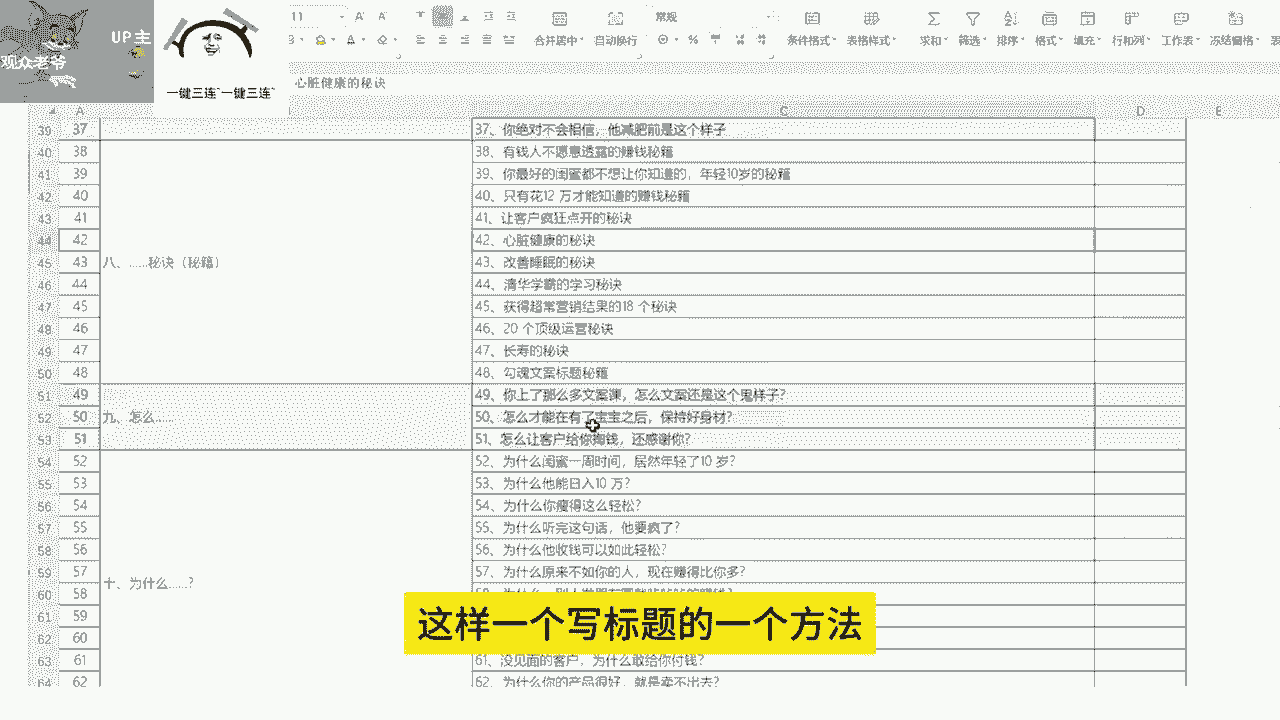 UP主
观众老爷
一键三连~一键三连~
11
常规
合并居中 自动换行 条件格式 表格样式 求和 筛选 排序 格式 填充 行和列 工作表 冻结窗格
心脏健康的秘诀
A D E
39 37 37、你绝对不会相信，他减肥前是这个样子
40 38 38、有钱人不愿意透露的赚钱秘籍
41 39 39、你最好的闺蜜都不想让你知道的，年轻10岁的秘籍
42 40 40、只有花12 万才能知道的赚钱秘籍
43 41 41、让客户疯狂点开的秘诀
44 42 42、心脏健康的秘诀
45 43 八、……秘诀（秘籍） 43、改善睡眠的秘诀
46 44 44、清华学霸的学习秘诀
47 45 45、获得超常营销结果的18 个秘诀
48 46 46、20 个顶级运营秘诀
49 47 47、长寿的秘诀
50 48 48、勾魂文案标题秘籍
51 49 49、你上了那么多文案课，怎么文案还是这个鬼样子?
52 50 九、怎么…… 50、怎么才能在有了宝宝之后，保持好身材?
53 51 51、怎么让客户给你掏钱，还感谢你?
54 52 52、为什么闺蜜一周时间，居然年轻了10 岁?
55 53 53、为什么他能日入10 万?
56 54 54、为什么你瘦得这么轻松?
57 55 55、为什么听完这句话，他要疯了?
58 56 56、为什么他收钱可以如此轻松?
59 57 十、为什么……? 57、为什么原来不如你的人，现在赚得比你多?
60 58
61 59
62 60
63 61 61、没见面的客户，为什么敢给你付钱?
64 62 62、为什么你的产品很好，就是卖不出去?
这样一个写标题的一个方法